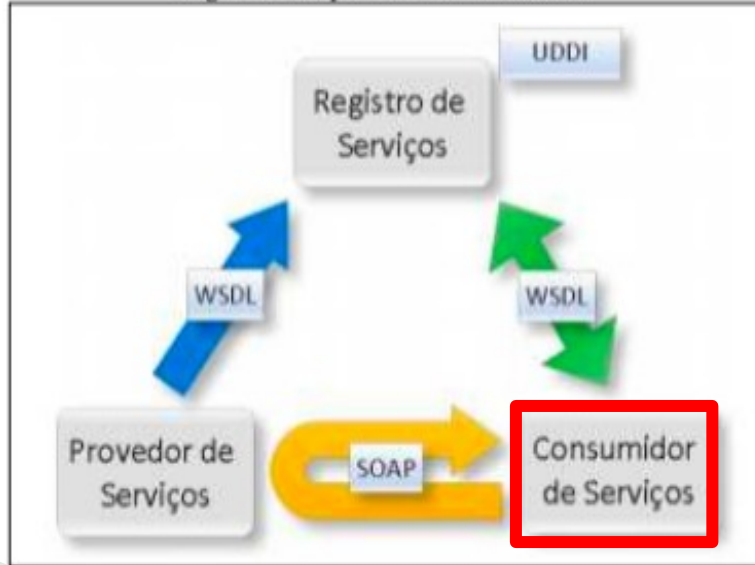 UDDI
Registro de
Serviços
WSDL
WSDL
Provedor de
Serviços
SOAP
Consumidor
de Serviços